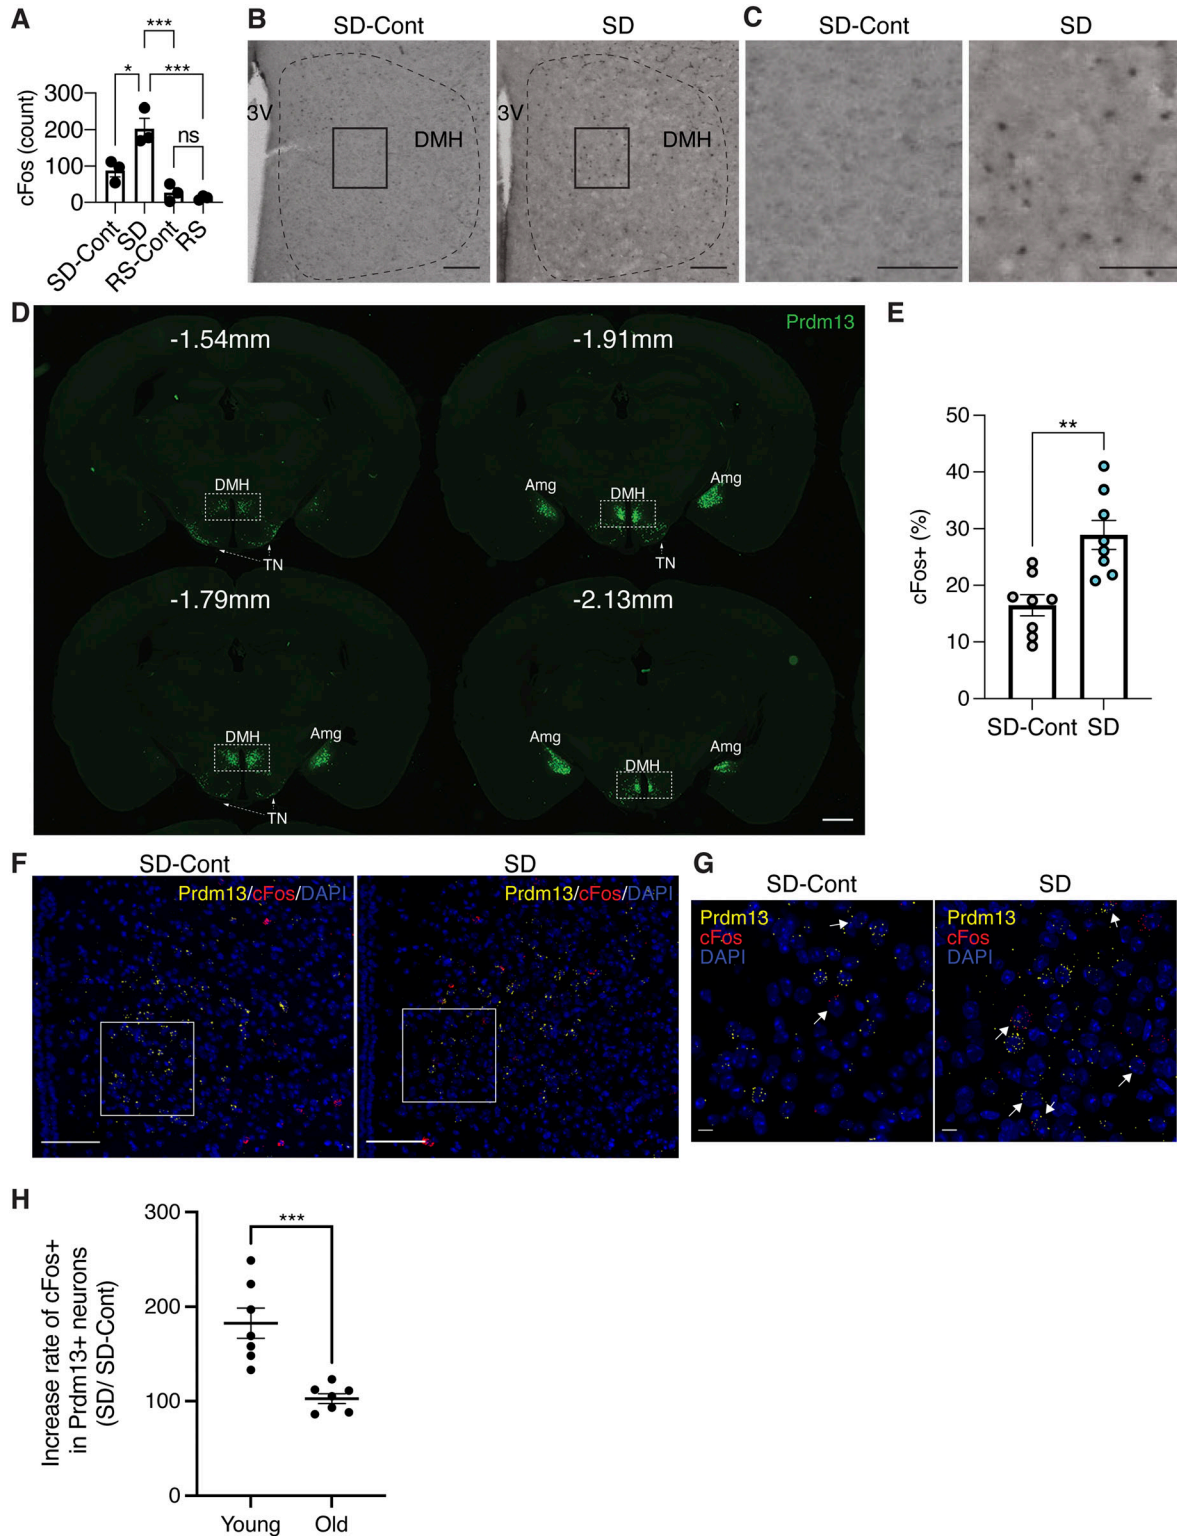 A
***
*
***
ns
cFos (count)
300
200
100
0
SD-Cont
SD
RS-Cont
RS
B
SD-Cont
SD
3V
DMH
3V
DMH
C
SD-Cont
SD
D
Prdm13
-1.54mm
-1.91mm
DMH
TN
Amg
DMH
Amg
TN
-1.79mm
-2.13mm
DMH
Amg
TN
Amg
DMH
Amg
E
cFos+ (%)
50
40
30
20
10
0
**
SD-Cont
SD
F
SD-Cont
SD
Prdm13/cFos/DAPI
Prdm13/cFos/DAPI
G
SD-Cont
SD
Prdm13
cFos
DAPI
Prdm13
cFos
DAPI
H
Increase rate of cFos+
in Prdm13+ neurons
(SD/ SD-Cont)
300
200
100
0
***
Young
Old